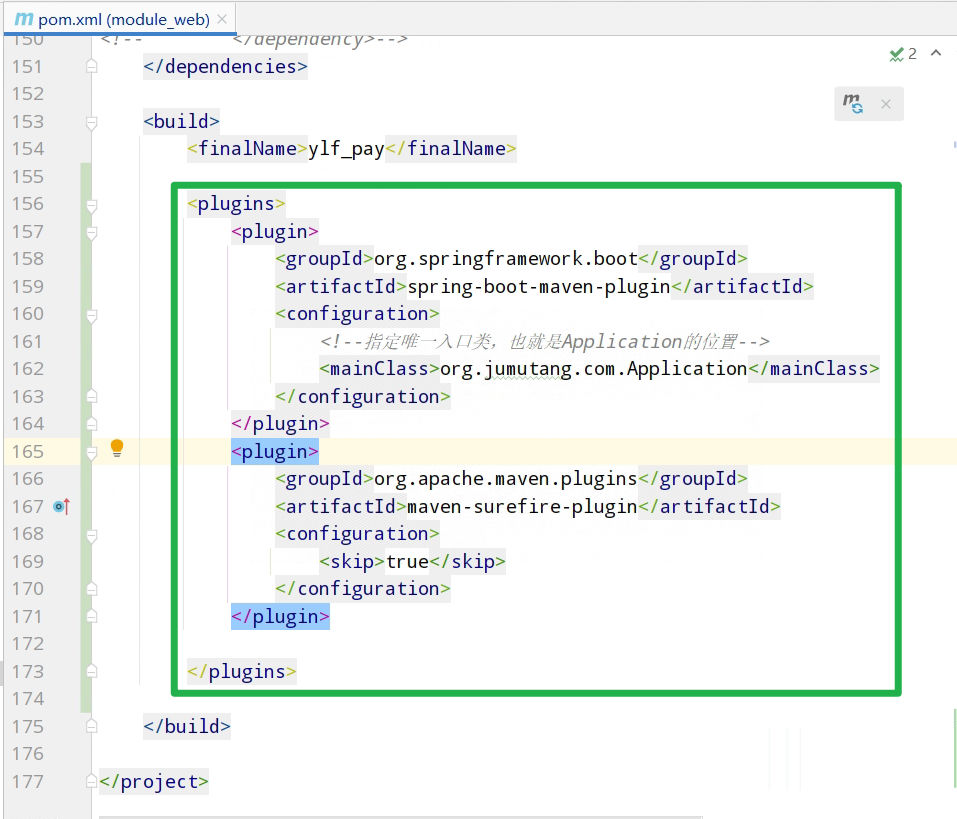 m pom.xml (module_web) ×
150 <!-- </dependency>-->
151 </dependencies>
2
152
153 <build>
154 <finalName>ylf_pay</finalName>
155
156 <plugins>
157 <plugin>
158 <groupId>org.springframework.boot</groupId>
159 <artifactId>spring-boot-maven-plugin</artifactId>
160 <configuration>
161 <!--指定唯一入口类，也就是Application的位置-->
162 <mainClass>org.jumutang.com.Application</mainClass>
163 </configuration>
164 </plugin>
165 <plugin>
166 <groupId>org.apache.maven.plugins</groupId>
167 <artifactId>maven-surefire-plugin</artifactId>
168 <configuration>
169 <skip>true</skip>
170 </configuration>
171 </plugin>
172
173 </plugins>
174
175 </build>
176
177 </project>